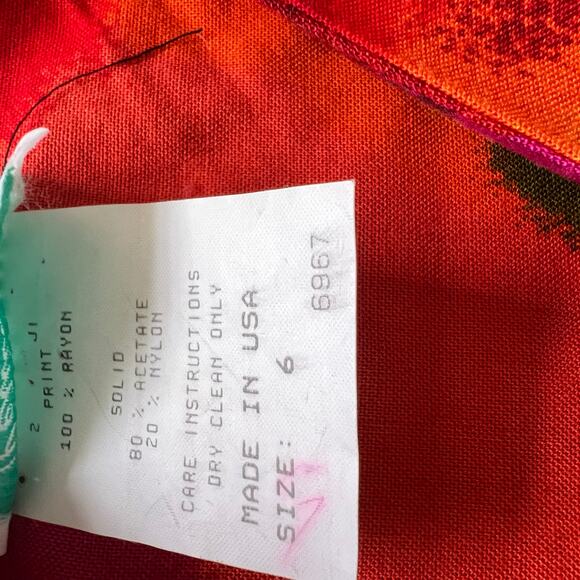 2
PRINT
100 % RAYON
SOLID
80 % ACETATE
20 % NYLON
CARE INSTRUCTIONS
DRY CLEAN ONLY
MADE IN USA
SIZE: 6
6967